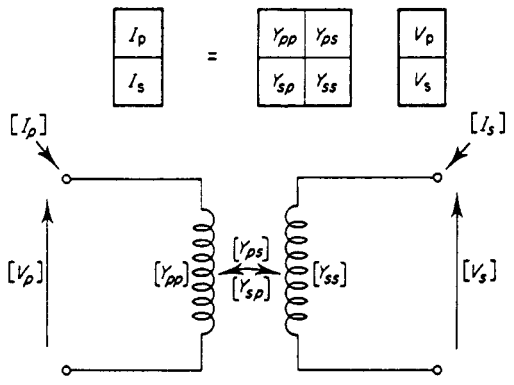 I_p = Y_pp Y_ps V_p
I_s Y_sp Y_ss V_s
[I_p] [I_s]
[Y_ps]
[V_p] [Y_pp] [Y_ss] [V_s]
[Y_sp]